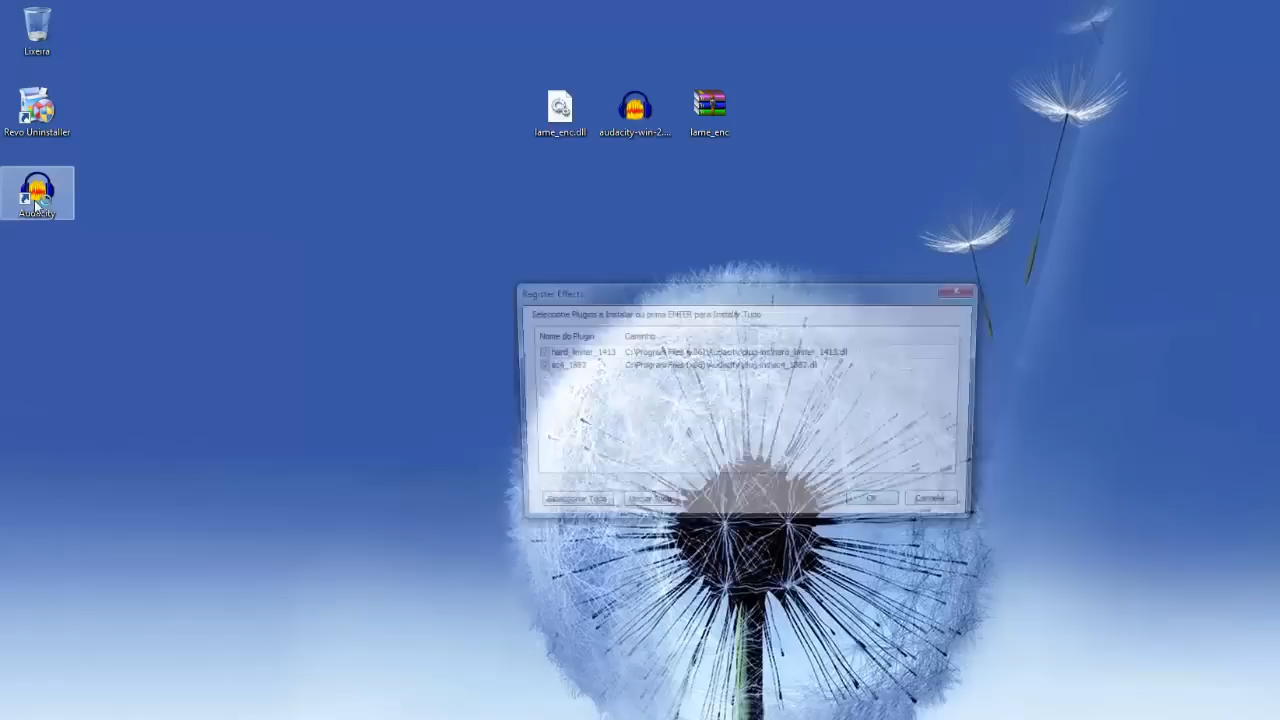 Lixeira
Revo Uninstaller
Audacity
lame_enc.dll
audacity-win-2....
lame_enc
Register Effects
Seleccione Plugins a Instalar ou prima ENTER para Instalar Tudo
Nome do Plugin Caminho
hard_limiter_1413 C:\Program Files (x86)\Audacity\plug-ins\hard_limiter_1413.dll
sc4_1882 C:\Program Files (x86)\Audacity\plug-ins\sc4_1882.dll
Seleccionar Tudo Limpar Tudo OK Cancelar